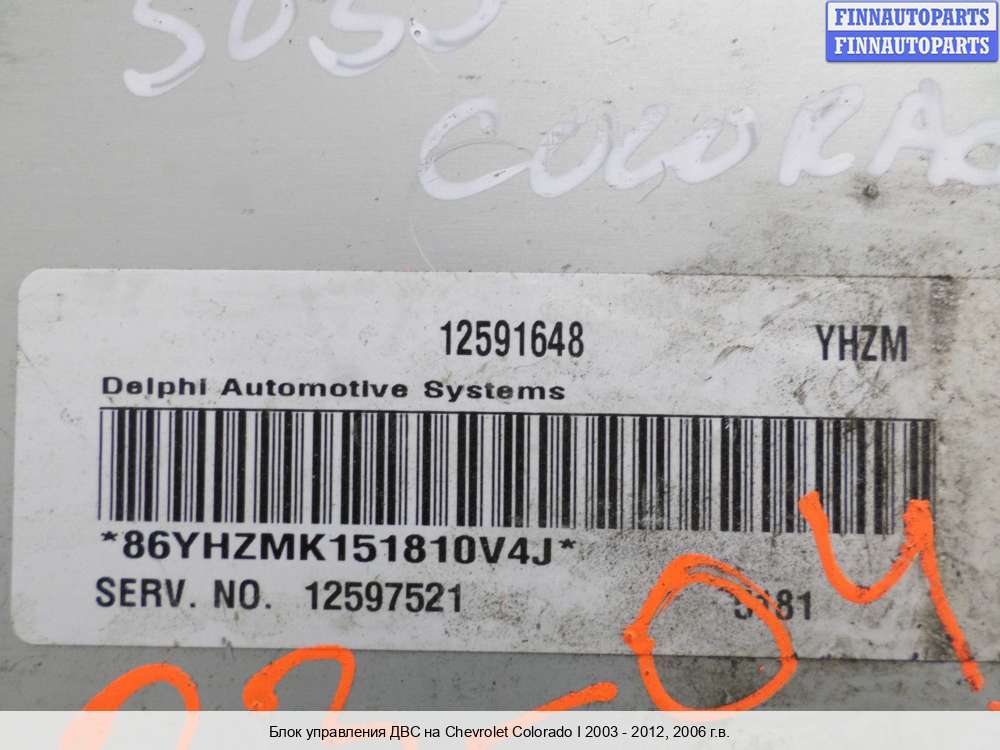 FINNAUTOPARTS
FINNAUTOPARTS
12591648 YHZM
Delphi Automotive Systems
*86YHZMK151810V4J*
SERV. NO. 12597521
Блок управления ДВС на Chevrolet Colorado I 2003 - 2012, 2006 г.в.